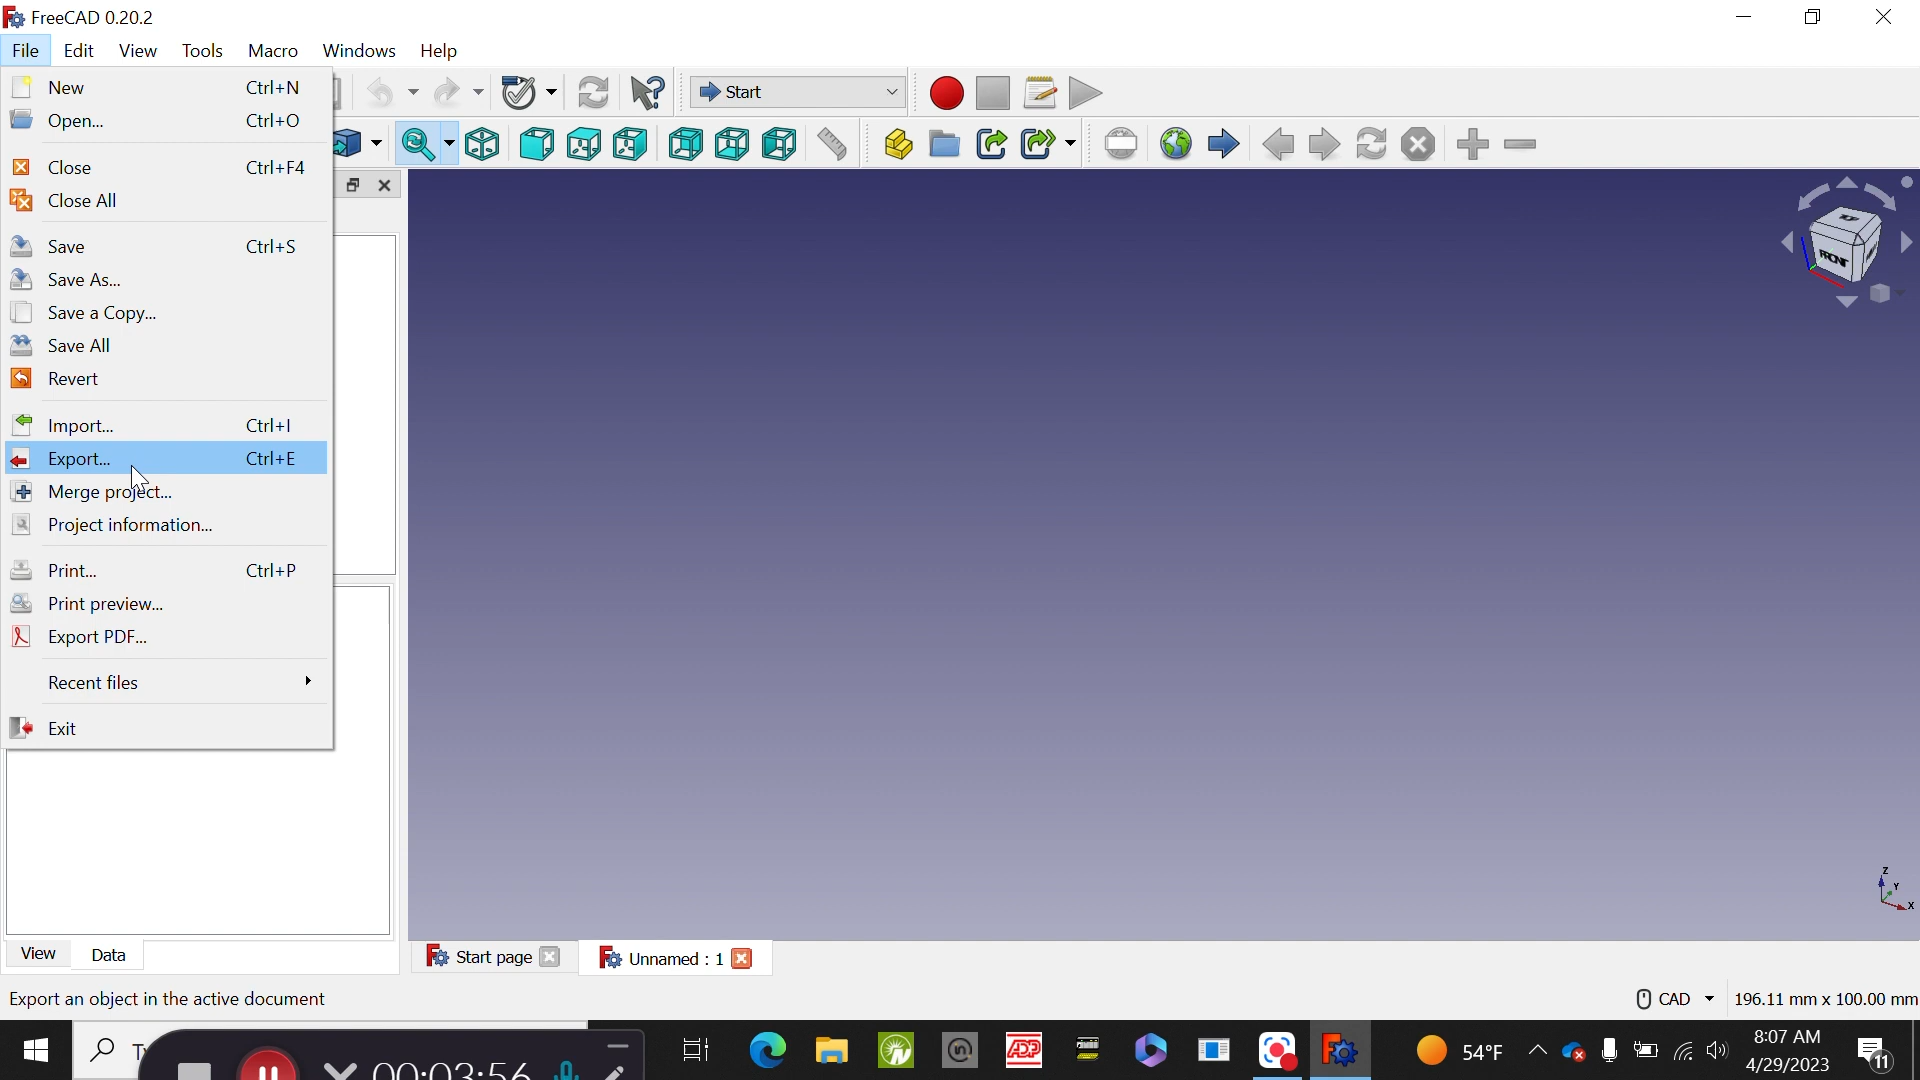 FreeCAD 0.20.2
File Edit View Tools Macro Windows Help
New Ctrl+N
Start
Open... Ctrl+O
Close Ctrl+F4
Close All
Save Ctrl+S
Save As...
Save a Copy...
Save All
Revert
Import... Ctrl+I
Export... Ctrl+E
Merge project...
Project information...
Print... Ctrl+P
Print preview...
Export PDF...
Recent files
Exit
TOP
FRONT
Z
Y
X
View Data
Start page Unnamed : 1
Export an object in the active document
CAD 196.11 mm x 100.00 mm
00:03:56
ADP
54°F
8:07 AM
4/29/2023
11